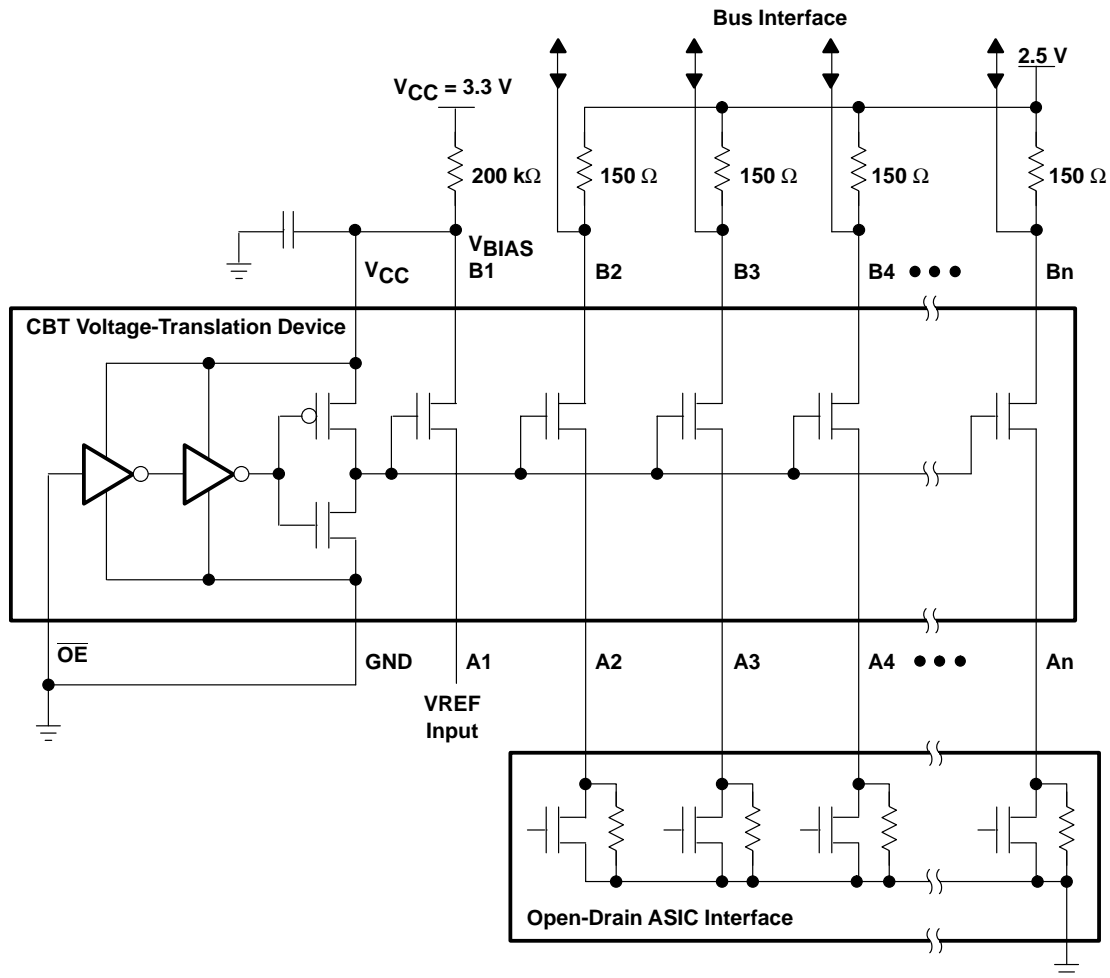 Bus Interface
2.5 V
VCC = 3.3 V
200 kΩ
150 Ω
150 Ω
150 Ω
150 Ω
VBIAS
VCC
B1
B2
B3
B4
Bn
CBT Voltage-Translation Device
OE
GND
A1
A2
A3
A4
An
VREF
Input
Open-Drain ASIC Interface